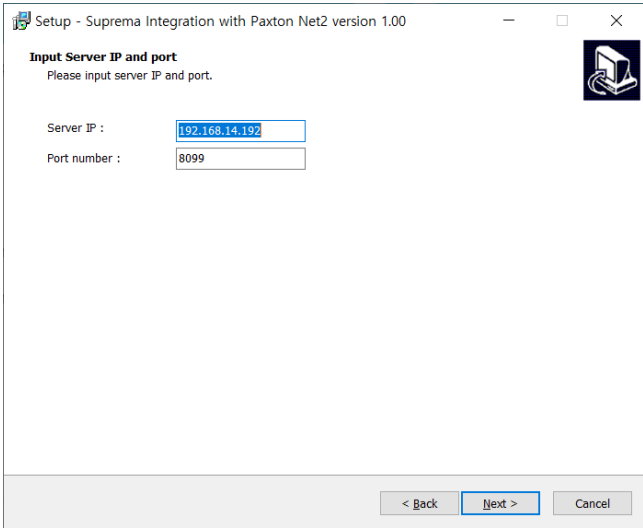 Setup - Suprema Integration with Paxton Net2 version 1.00
Input Server IP and port
Please input server IP and port.
Server IP : 192.168.14.192
Port number : 8099
< Back Next > Cancel